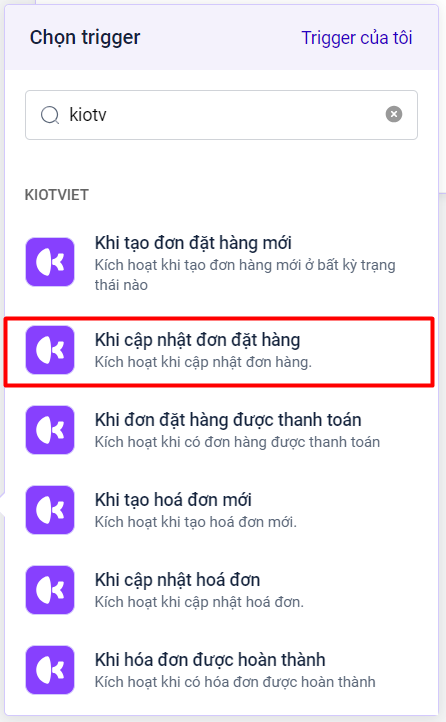 Chọn trigger
Trigger của tôi
kiotv
KIOTVIET
Khi tạo đơn đặt hàng mới
Kích hoạt khi tạo đơn hàng mới ở bất kỳ trạng
thái nào
Khi cập nhật đơn đặt hàng
Kích hoạt khi cập nhật đơn hàng.
Khi đơn đặt hàng được thanh toán
Kích hoạt khi có đơn hàng được thanh toán
Khi tạo hoá đơn mới
Kích hoạt khi tạo hoá đơn mới.
Khi cập nhật hoá đơn
Kích hoạt khi cập nhật hoá đơn.
Khi hóa đơn được hoàn thành
Kích hoạt khi có hóa đơn được hoàn thành